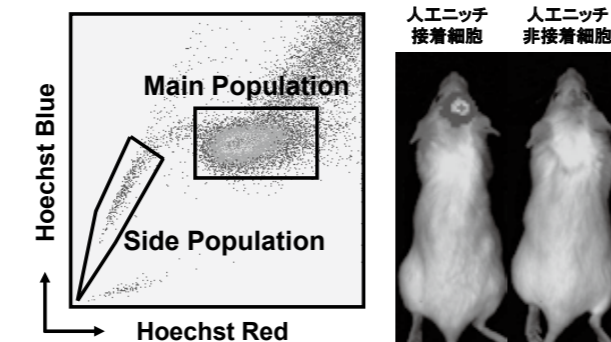 Main Population
Side Population
Hoechst Blue
Hoechst Red
人工ニッチ
接着細胞
人工ニッチ
非接着細胞